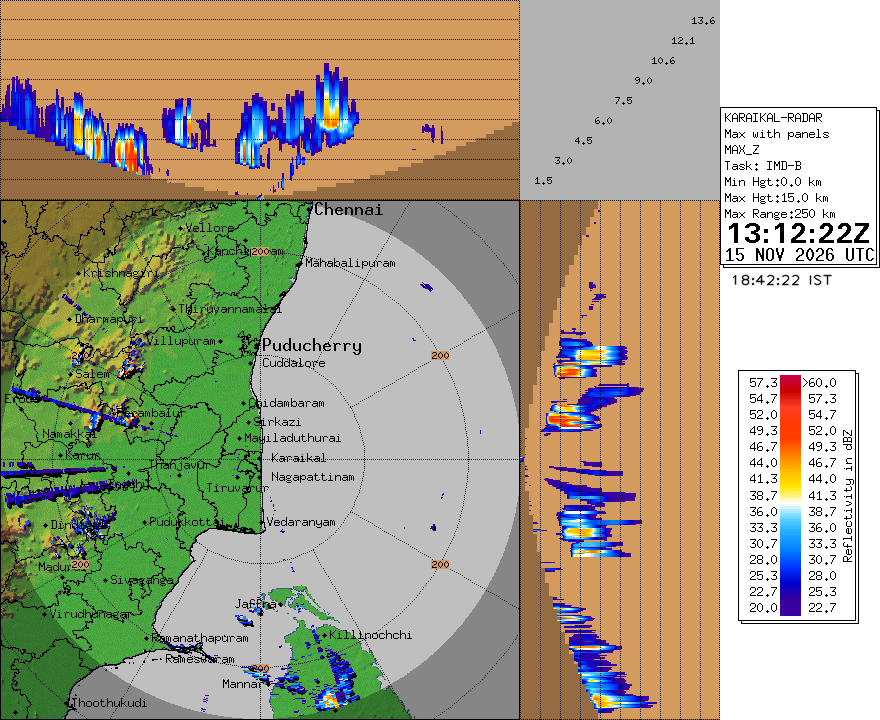 13.6
12.1
10.6
9.0
7.5
6.0
4.5
3.0
1.5
KARAIKAL-RADAR
Max with panels
MAX_Z
Task: IMD-B
Min Hgt:0.0 km
Max Hgt:15.0 km
Max Range:250 km
13:12:22Z
15 NOV 2026 UTC
18:42:22 IST
Chennai
Vellore
200
Mahabalipuram
Krishnagiri
Thiruvannamalai
Dharmapuri
Villupuram
Puducherry
200
200
Cuddalore
Salem
Erode
Chidambaram
Perambalur
Sirkazi
Namakkal
Mayiladuthurai
Karur
Karaikal
Thanjavur
Nagapattinam
Tiruvarur
Pudukkottai
Vedaranyam
200
200
Sivaganga
Jaffna
Virudhunagar
Ramanathapuram
Killinochchi
Rameswaram
200
Mannar
Thoothukudi
57.3 >60.0
54.7 57.3
52.0 54.7
49.3 52.0
46.7 49.3
44.0 46.7
41.3 44.0
38.7 41.3
36.0 38.7
33.3 36.0
30.7 33.3
28.0 30.7
25.3 28.0
22.7 25.3
20.0 22.7
Reflectivity in dBZ